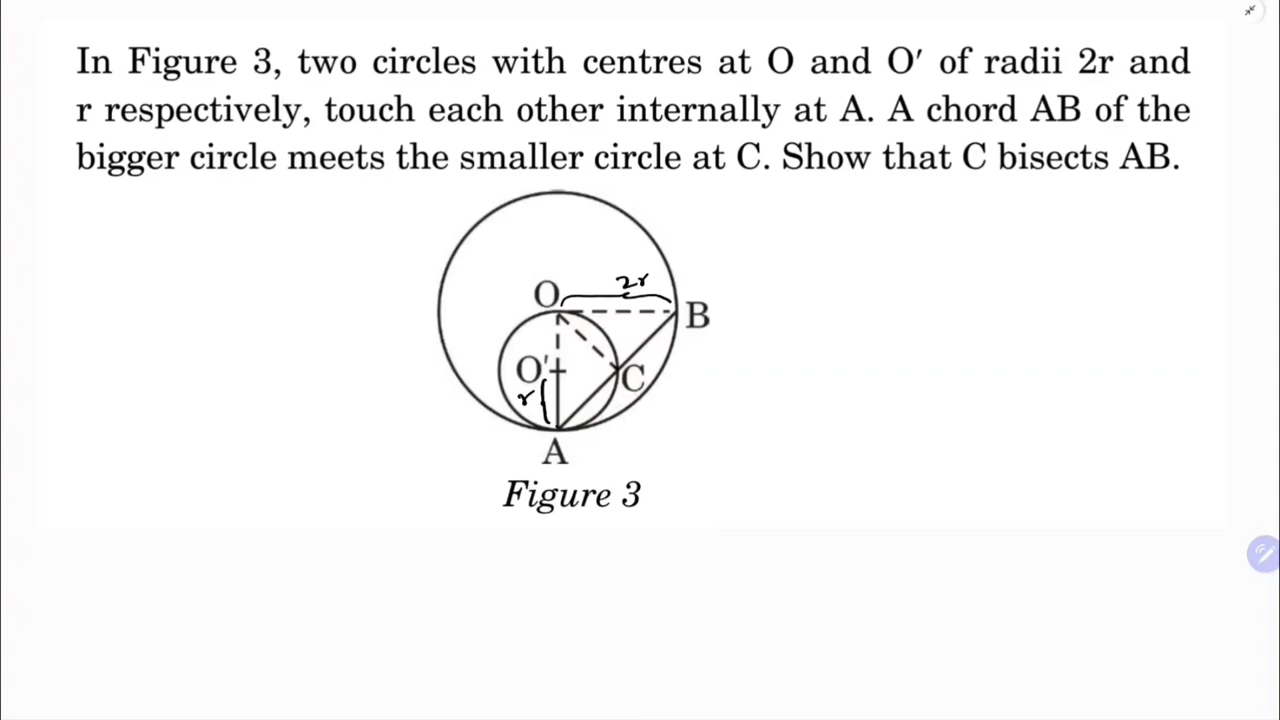 In Figure 3, two circles with centres at O and O′ of radii 2r and
r respectively, touch each other internally at A. A chord AB of the
bigger circle meets the smaller circle at C. Show that C bisects AB.
2r
O
B
O′
C
r
A
Figure 3